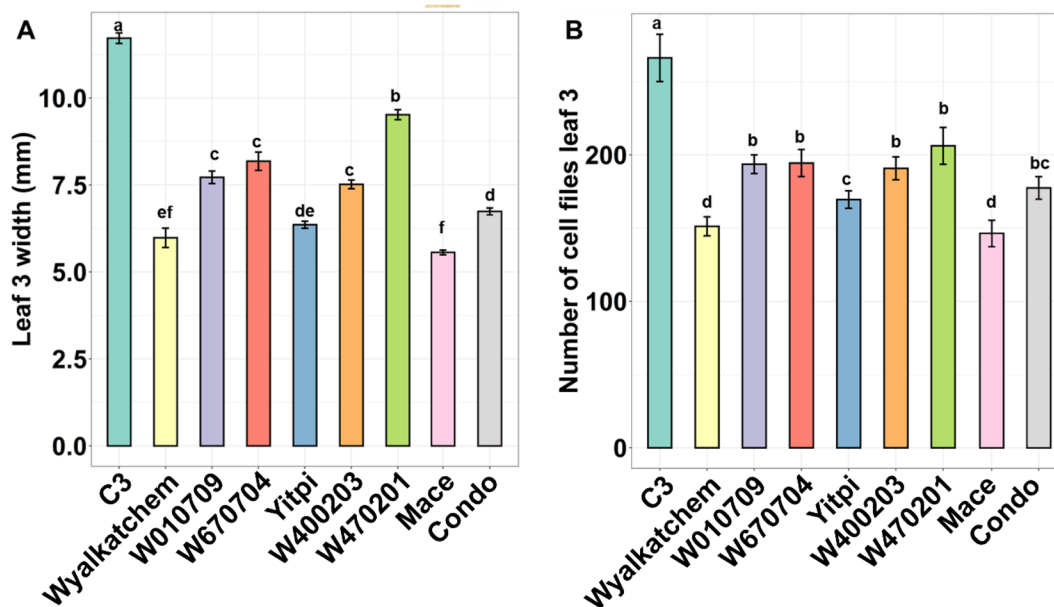 A
Leaf 3 width (mm)
10.0
7.5
5.0
2.5
0.0
a
ef
c
c
de
c
b
f
d
C3
Wyalkatchem
W010709
W670704
Yitpi
W400203
W470201
Mace
Condo
B
Number of cell files leaf 3
200
100
0
a
d
b
b
c
b
b
d
bc
C3
Wyalkatchem
W010709
W670704
Yitpi
W400203
W470201
Mace
Condo